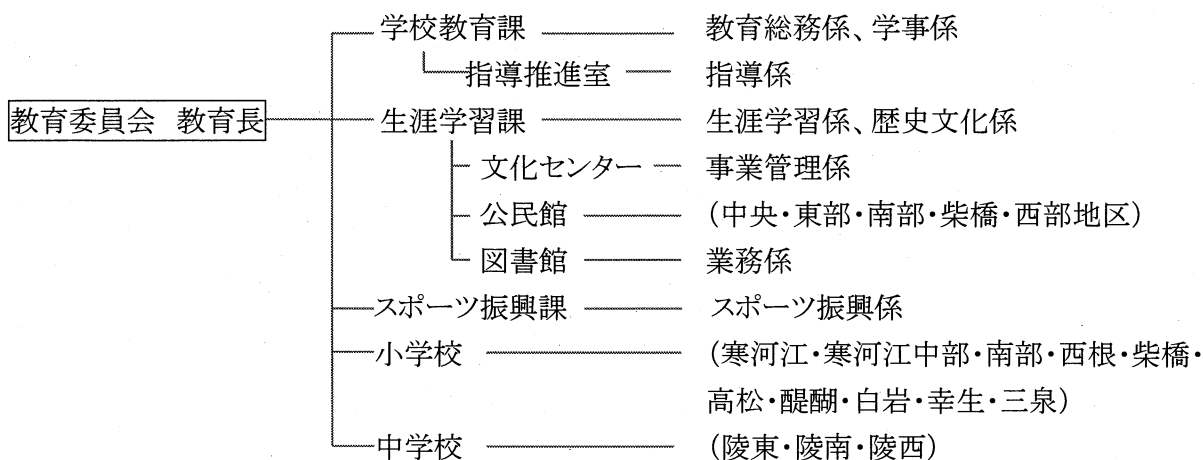 学校教育課 教育総務係、学事係
指導推進室 指導係
教育委員会 教育長 生涯学習課 生涯学習係、歴史文化係
文化センター 事業管理係
公民館 (中央・東部・南部・柴橋・西部地区)
図書館 業務係
スポーツ振興課 スポーツ振興係
小学校 (寒河江・寒河江中部・南部・西根・柴橋・
高松・醍醐・白岩・幸生・三泉)
中学校 (陵東・陵南・陵西)